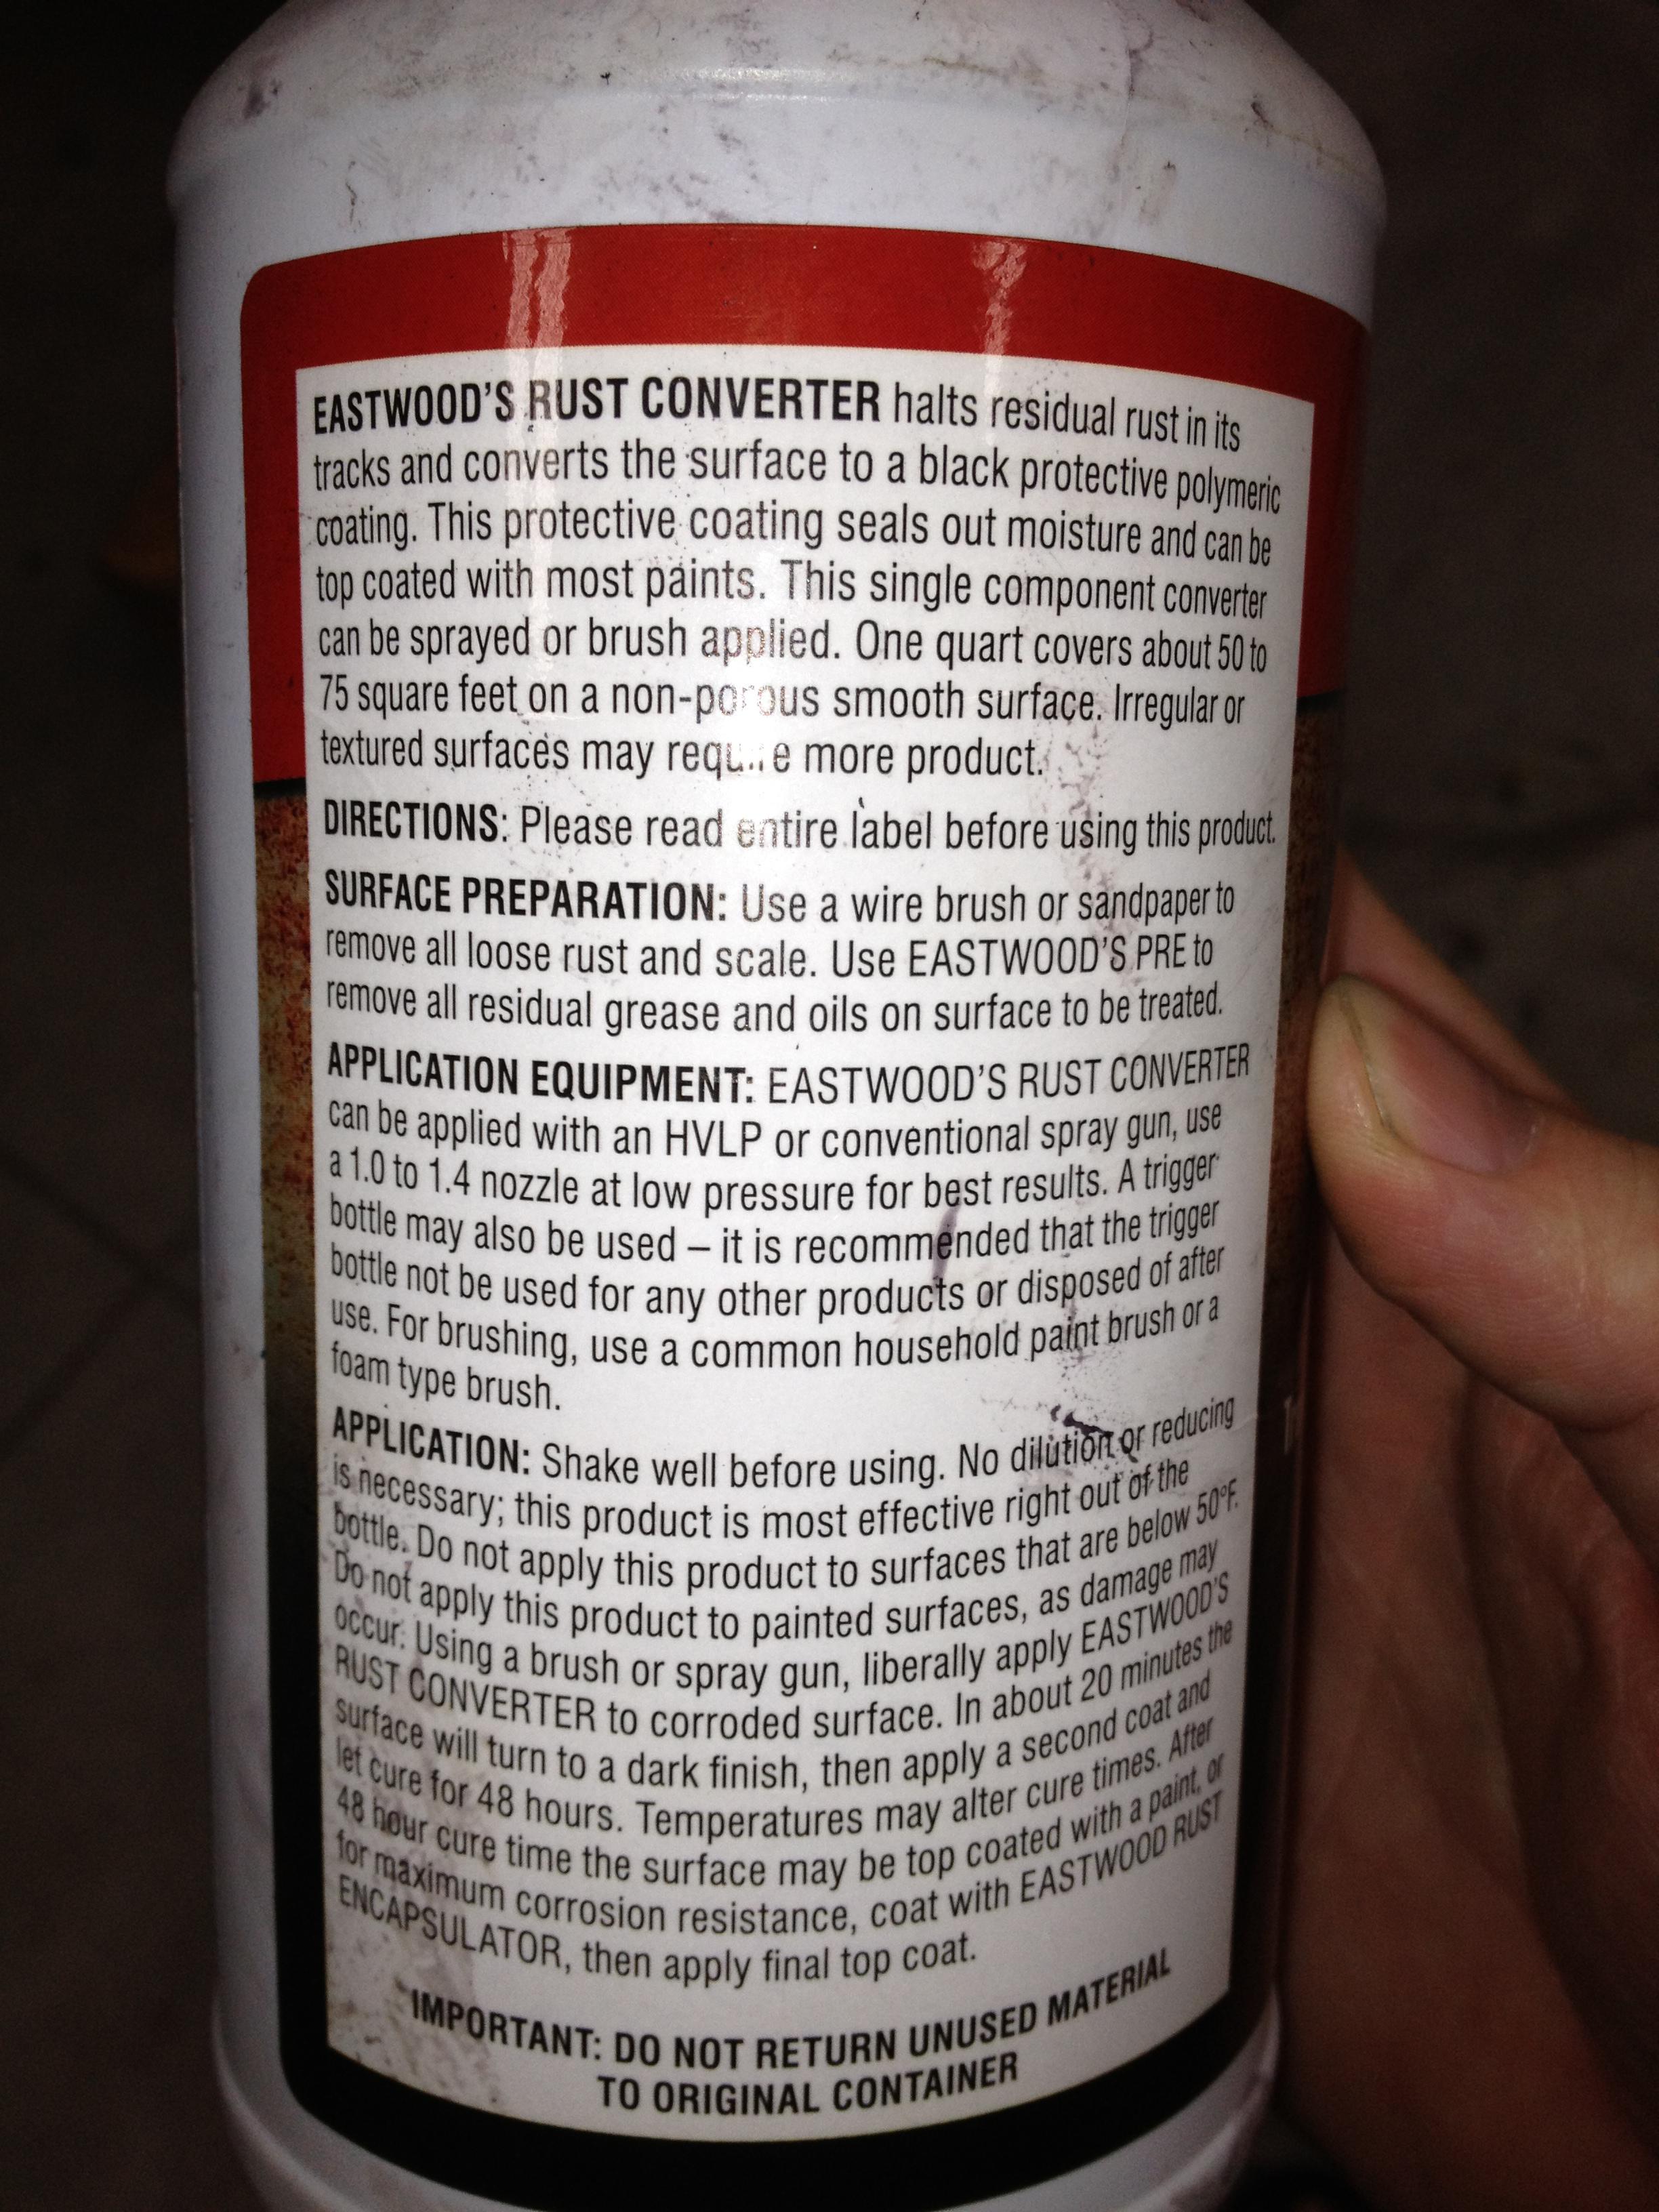 EASTWOOD'S RUST CONVERTER halts residual rust in its
tracks and converts the surface to a black protective polymeric
coating. This protective coating seals out moisture and can be
top coated with most paints. This single component converter
can be sprayed or brush applied. One quart covers about 50 to
75 square feet on a non-porous smooth surface. Irregular or
textured surfaces may require more product.
DIRECTIONS: Please read entire label before using this product.
SURFACE PREPARATION: Use a wire brush or sandpaper to
remove all loose rust and scale. Use EASTWOOD'S PRE to
remove all residual grease and oils on surface to be treated.
APPLICATION EQUIPMENT: EASTWOOD'S RUST CONVERTER
can be applied with an HVLP or conventional spray gun, use
a 1.0 to 1.4 nozzle at low pressure for best results. A trigger
bottle may also be used – it is recommended that the trigger
bottle not be used for any other products or disposed of after
use. For brushing, use a common household paint brush or a
foam type brush.
APPLICATION: Shake well before using. No dilution or reducing
is necessary; this product is most effective right out of the
bottle. Do not apply this product to surfaces that are below 50°F.
Do not apply this product to painted surfaces, as damage may
occur. Using a brush or spray gun, liberally apply EASTWOOD'S
RUST CONVERTER to corroded surface. In about 20 minutes the
surface will turn to a dark finish, then apply a second coat and
let cure for 48 hours. Temperatures may alter cure times. After
48 hour cure time the surface may be top coated with a paint, or
for maximum corrosion resistance, coat with EASTWOOD RUST
ENCAPSULATOR, then apply final top coat.
IMPORTANT: DO NOT RETURN UNUSED MATERIAL
TO ORIGINAL CONTAINER